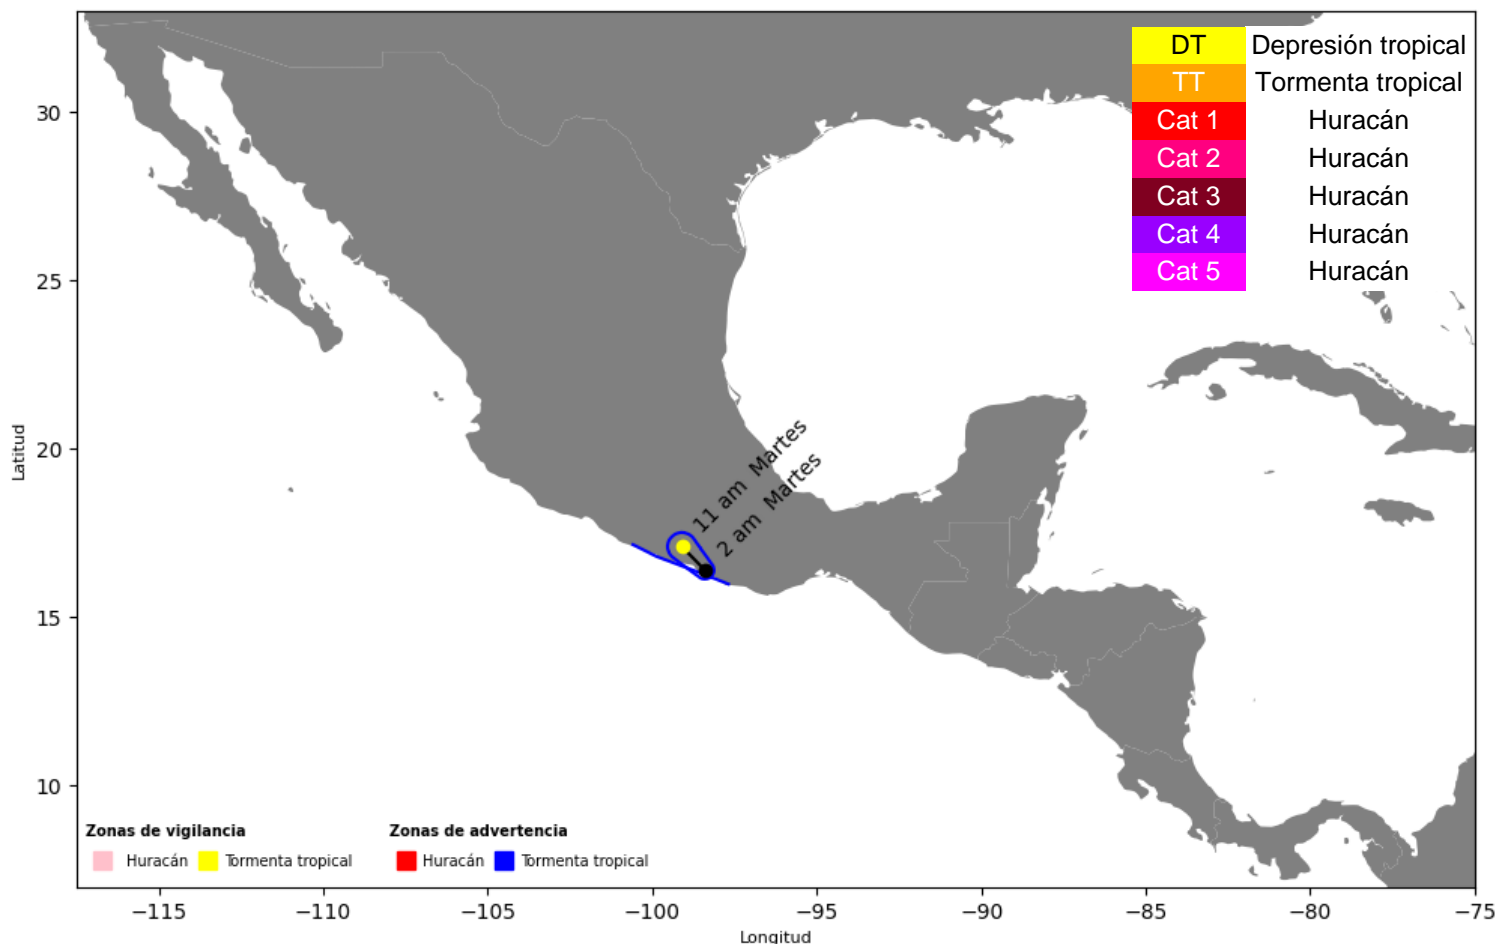 DT Depresión tropical
TT Tormenta tropical
Cat 1 Huracán
Cat 2 Huracán
Cat 3 Huracán
Cat 4 Huracán
Cat 5 Huracán
30
25
20
15
10
Latitud
11 am  Martes
2 am  Martes
Zonas de vigilancia
Huracán Tormenta tropical
Zonas de advertencia
Huracán Tormenta tropical
−115 −110 −105 −100 −95 −90 −85 −80 −75
Longitud